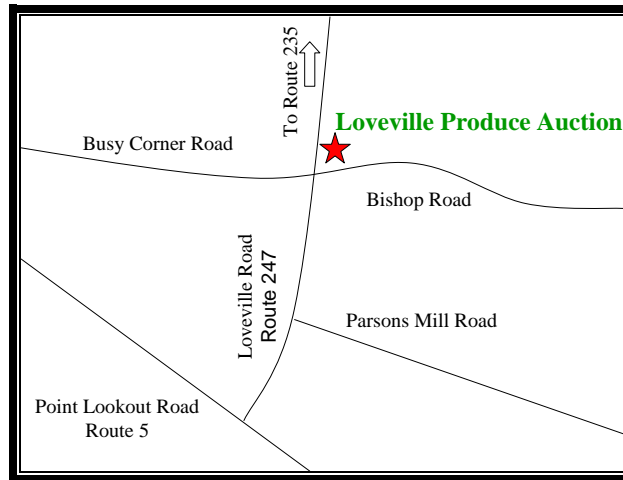 To Route 235
Loveville Produce Auction
Busy Corner Road
Bishop Road
Loveville Road
Route 247
Parsons Mill Road
Point Lookout Road
Route 5